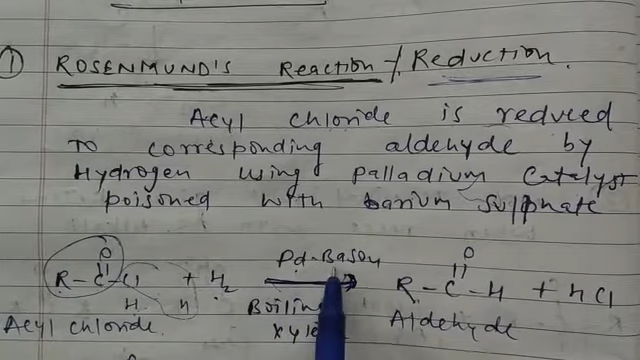 ① ROSENMUND'S Reaction / Reduction.
Acyl chloride is reduced
to corresponding aldehyde by
Hydrogen using palladium catalyst
poisoned with barium sulphate
O O
R-C-Cl + H2 Pd-BaSO4 R-C-H + HCl
H H Boiling
Acyl chloride. Aldehyde